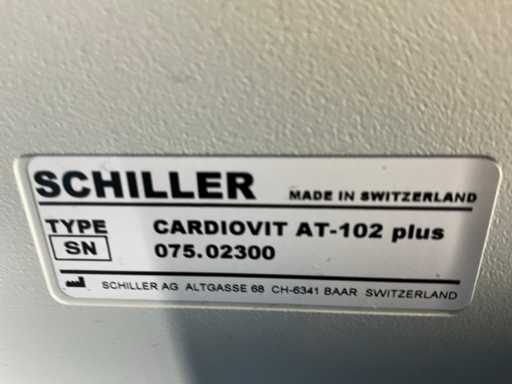 SCHILLER MADE IN SWITZERLAND
TYPE CARDIOVIT AT-102 plus
SN 075.02300
SCHILLER AG ALTGASSE 68 CH-6341 BAAR SWITZERLAND